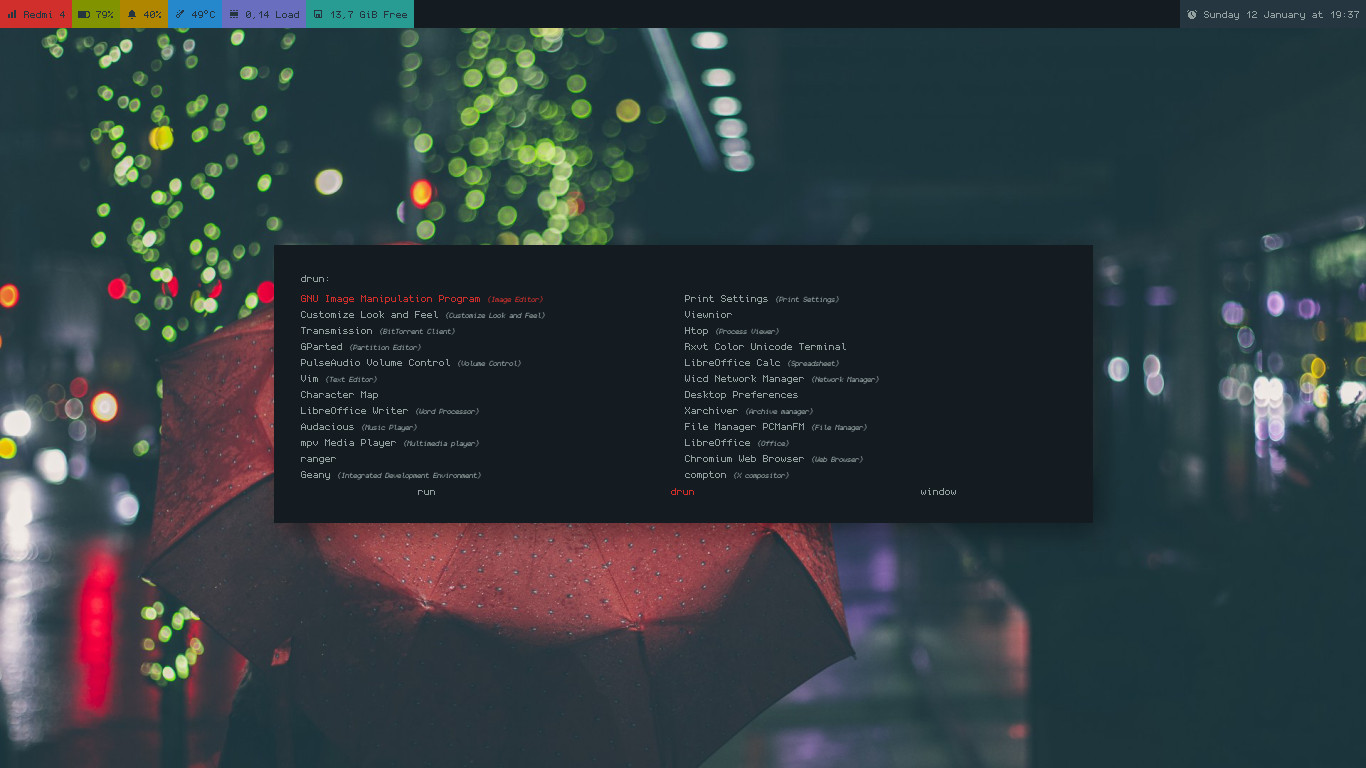 Redmi 4 79% 40% 49°C 0,14 Load 13,7 GiB Free Sunday 12 January at 19:37
drun:
GNU Image Manipulation Program (Image Editor)
Customize Look and Feel (Customize Look and Feel)
Transmission (BitTorrent Client)
GParted (Partition Editor)
PulseAudio Volume Control (Volume Control)
Vim (Text Editor)
Character Map
LibreOffice Writer (Word Processor)
Audacious (Music Player)
mpv Media Player (Multimedia player)
ranger
Geany (Integrated Development Environment)
Print Settings (Print Settings)
Viewnior
Htop (Process Viewer)
Rxvt Color Unicode Terminal
LibreOffice Calc (Spreadsheet)
Wicd Network Manager (Network Manager)
Desktop Preferences
Xarchiver (Archive manager)
File Manager PCManFM (File Manager)
LibreOffice (Office)
Chromium Web Browser (Web Browser)
compton (X compositor)
run drun window